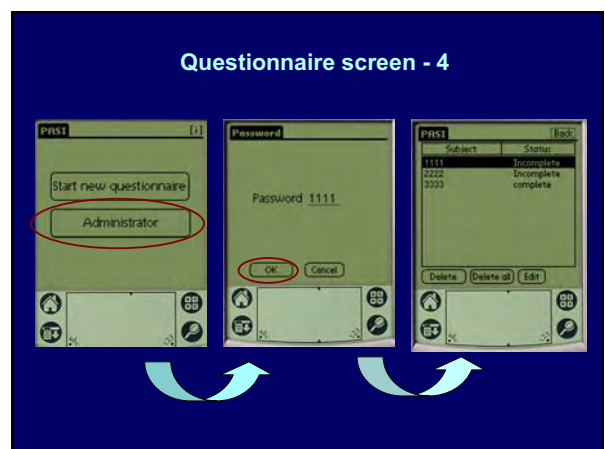 Questionnaire screen - 4
PASI [i]
Start new questionnaire
Administrator
Password
Password 1111
OK Cancel
PASI Back
Subject Status
1111 Incomplete
2222 Incomplete
3333 complete
Delete Delete all Edit